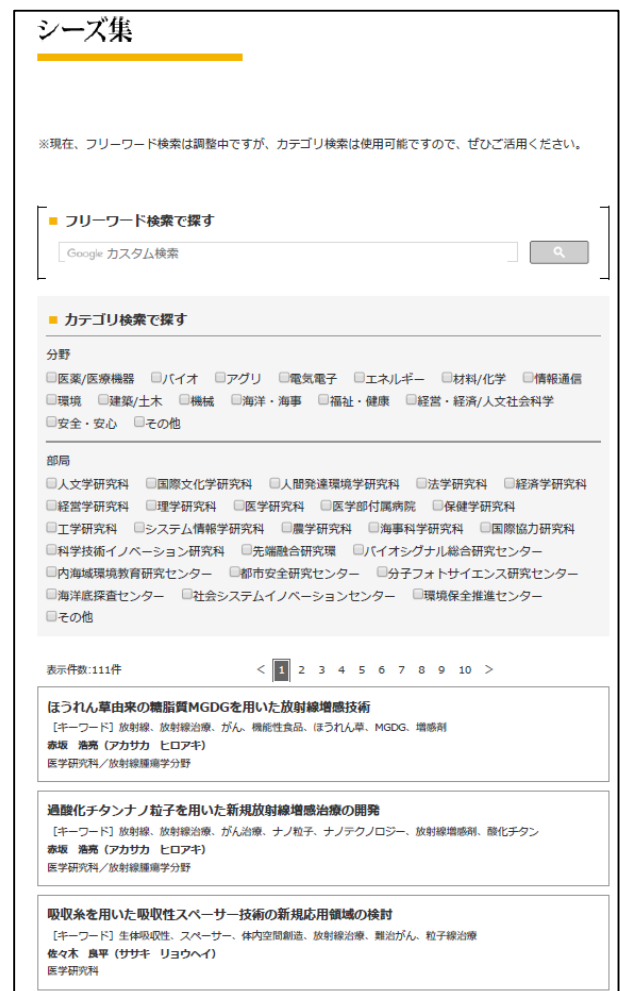 シーズ集
※現在、フリーワード検索は調整中ですが、カテゴリ検索は使用可能ですので、ぜひご活用ください。
フリーワード検索で探す
Google カスタム検索
カテゴリ検索で探す
分野
医薬/医療機器 バイオ アグリ 電気電子 エネルギー 材料/化学 情報通信
環境 建築/土木 機械 海洋・海事 福祉・健康 経営・経済/人文社会科学
安全・安心 その他
部局
人文学研究科 国際文化学研究科 人間発達環境学研究科 法学研究科 経済学研究科
経営学研究科 理学研究科 医学研究科 医学部付属病院 保健学研究科
工学研究科 システム情報学研究科 農学研究科 海事科学研究科 国際協力研究科
科学技術イノベーション研究科 先端融合研究環 バイオシグナル総合研究センター
内海域環境教育研究センター 都市安全研究センター 分子フォトサイエンス研究センター
海洋底探査センター 社会システムイノベーションセンター 環境保全推進センター
その他
表示件数:111件 < 1 2 3 4 5 6 7 8 9 10 >
ほうれん草由来の糖脂質MGDGを用いた放射線増感技術
［キーワード］放射線、放射線治療、がん、機能性食品、ほうれん草、MGDG、増感剤
赤坂 浩亮（アカサカ ヒロアキ）
医学研究科／放射線腫瘍学分野
過酸化チタンナノ粒子を用いた新規放射線増感治療の開発
［キーワード］放射線、放射線治療、がん治療、ナノ粒子、ナノテクノロジー、放射線増感剤、酸化チタン
赤坂 浩亮（アカサカ ヒロアキ）
医学研究科／放射線腫瘍学分野
吸収糸を用いた吸収性スペーサー技術の新規応用領域の検討
［キーワード］生体吸収性、スペーサー、体内空間創造、放射線治療、難治がん、粒子線治療
佐々木 良平（ササキ リョウヘイ）
医学研究科